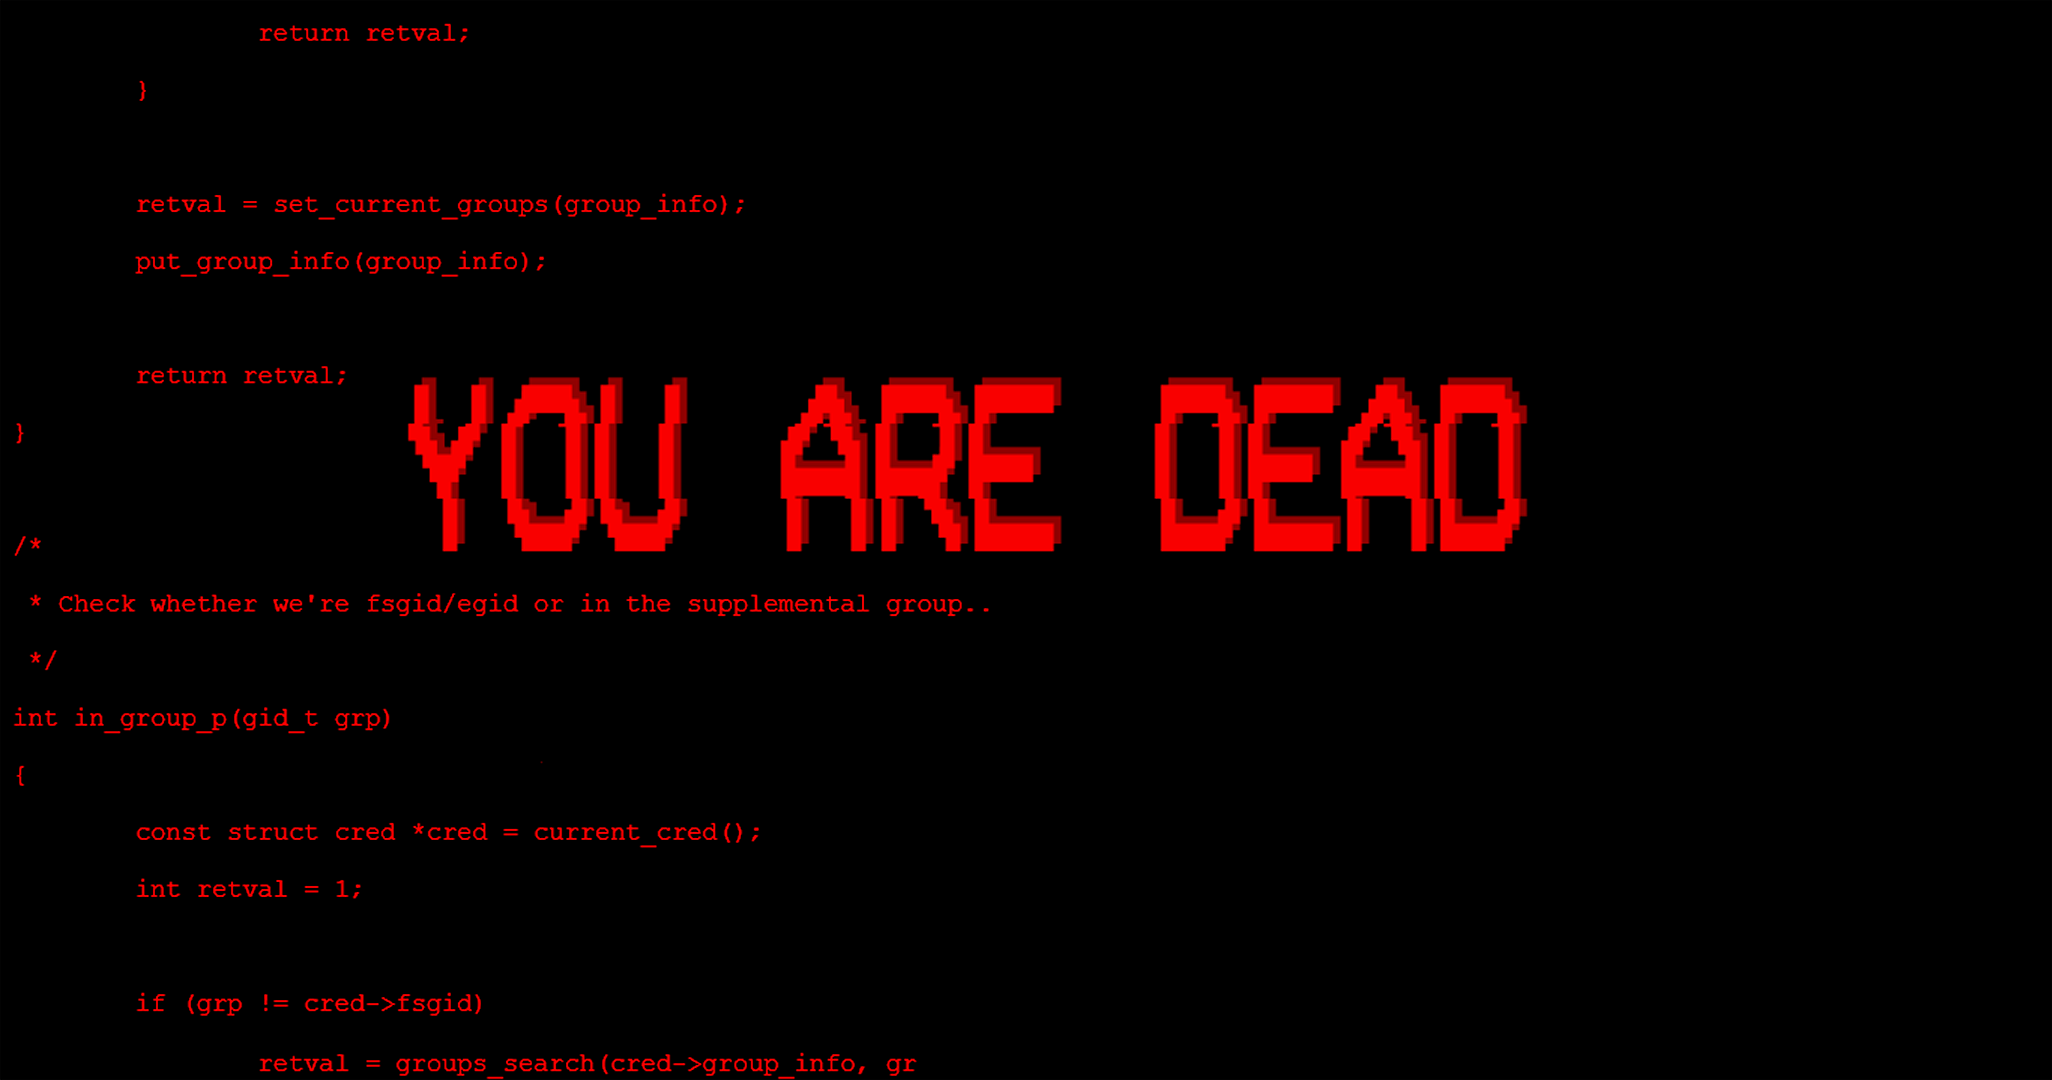 return retval;
}
retval = set_current_groups(group_info);
put_group_info(group_info);
return retval;
YOU ARE DEAD
}
/*
* Check whether we're fsgid/egid or in the supplemental group..
*/
int in_group_p(gid_t grp)
{
const struct cred *cred = current_cred();
int retval = 1;
if (grp != cred->fsgid)
retval = groups_search(cred->group_info, gr